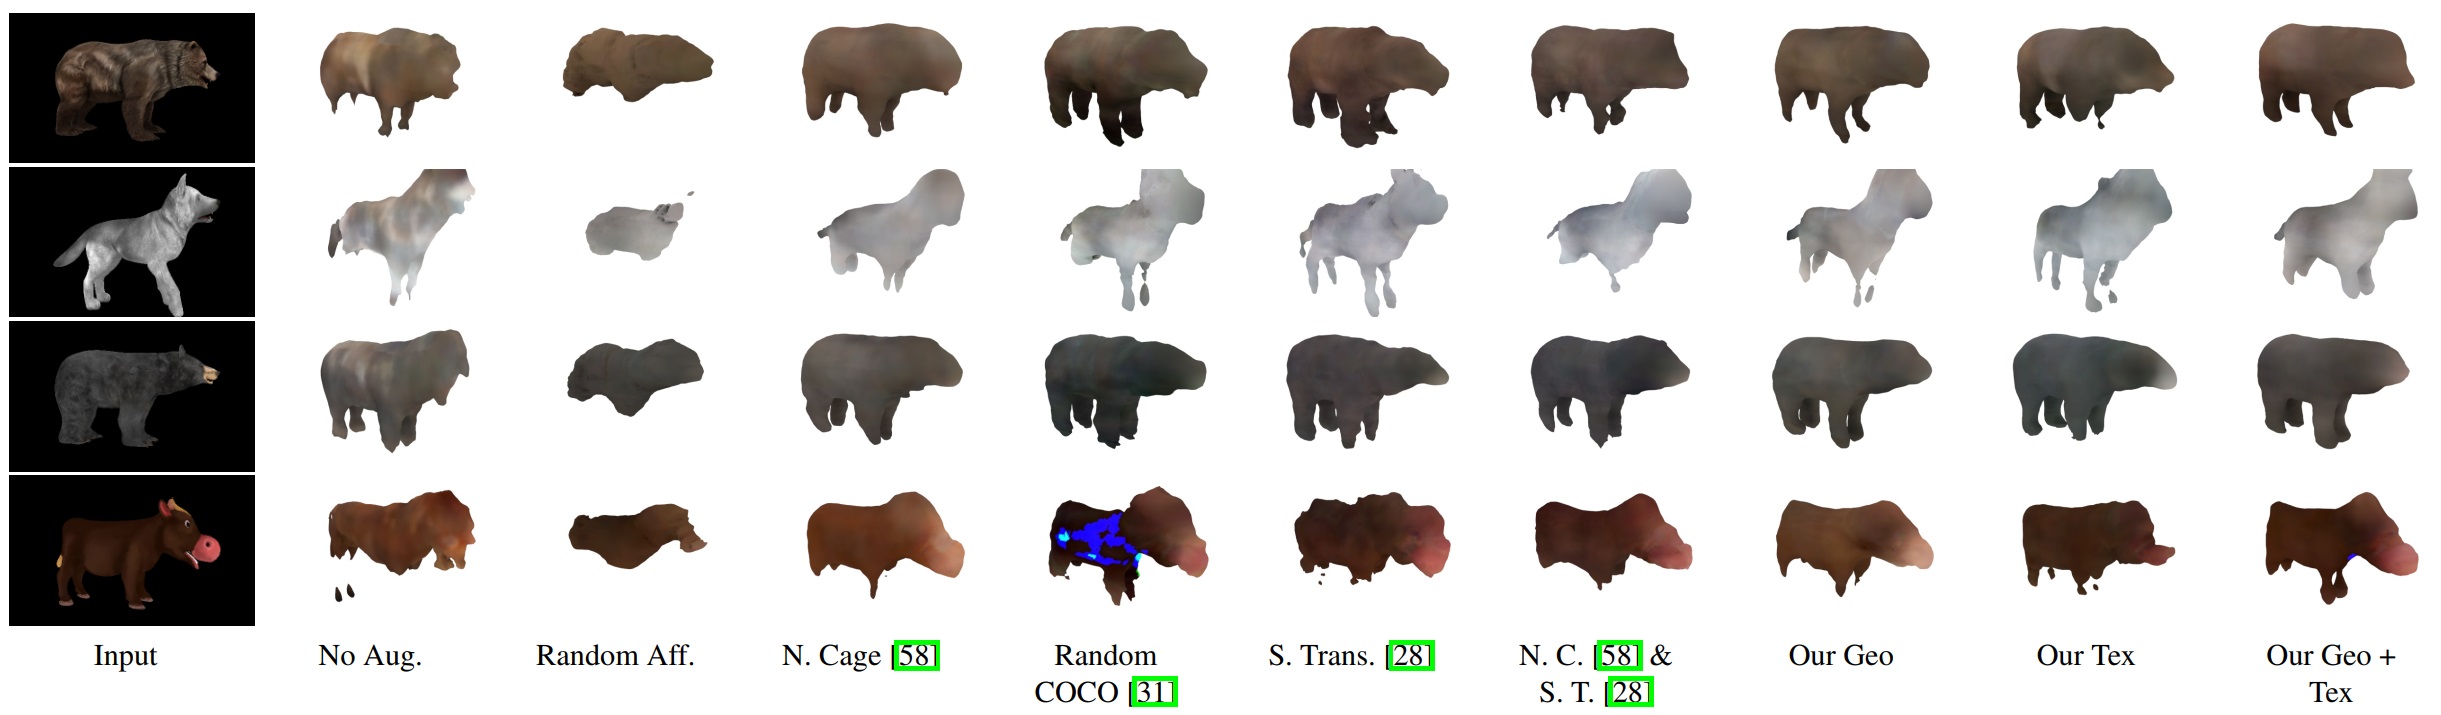 Input No Aug. Random Aff. N. Cage [58] Random S. Trans. [28] N. C. [58] & Our Geo Our Tex Our Geo +
COCO [31] S. T. [28] Tex